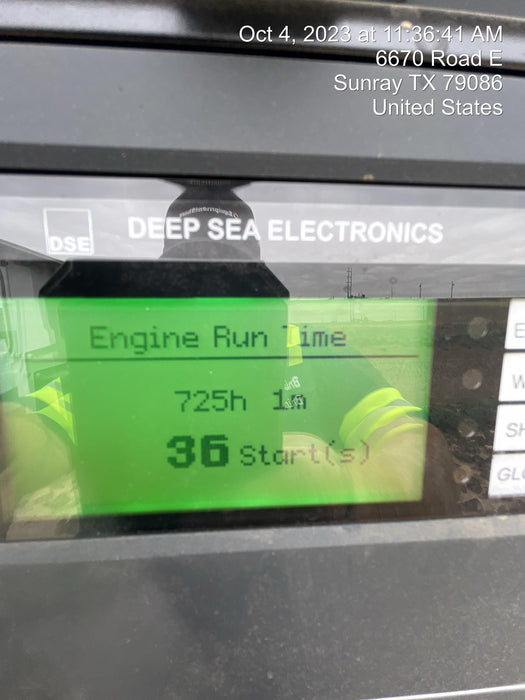 Oct 4, 2023 at 11:36:41 AM
6670 Road E
Sunray TX 79086
United States
DSE
DEEP SEA ELECTRONICS
Engine Run Time
725h 1m
36 Start(s)